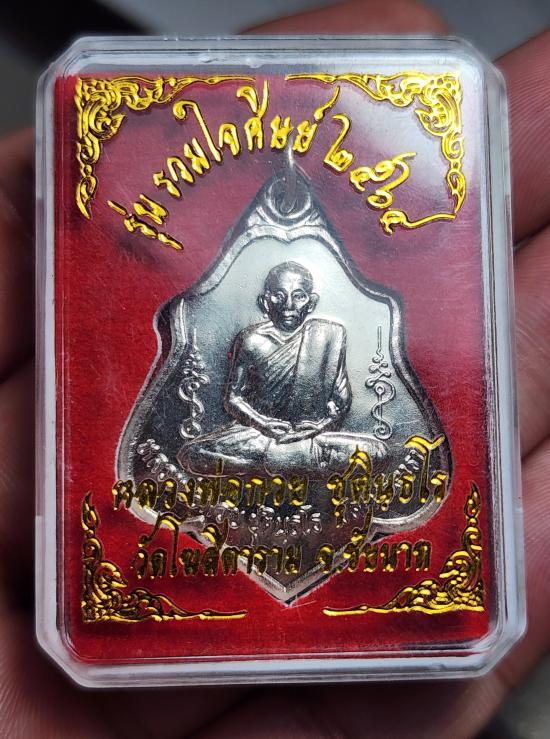 รุ่น รวมใจศิษย์ ๒๕๖๔
หลวงพ่อกวย ชุตินฺธโร
วัดโฆสิตาราม จ.ชัยนาท